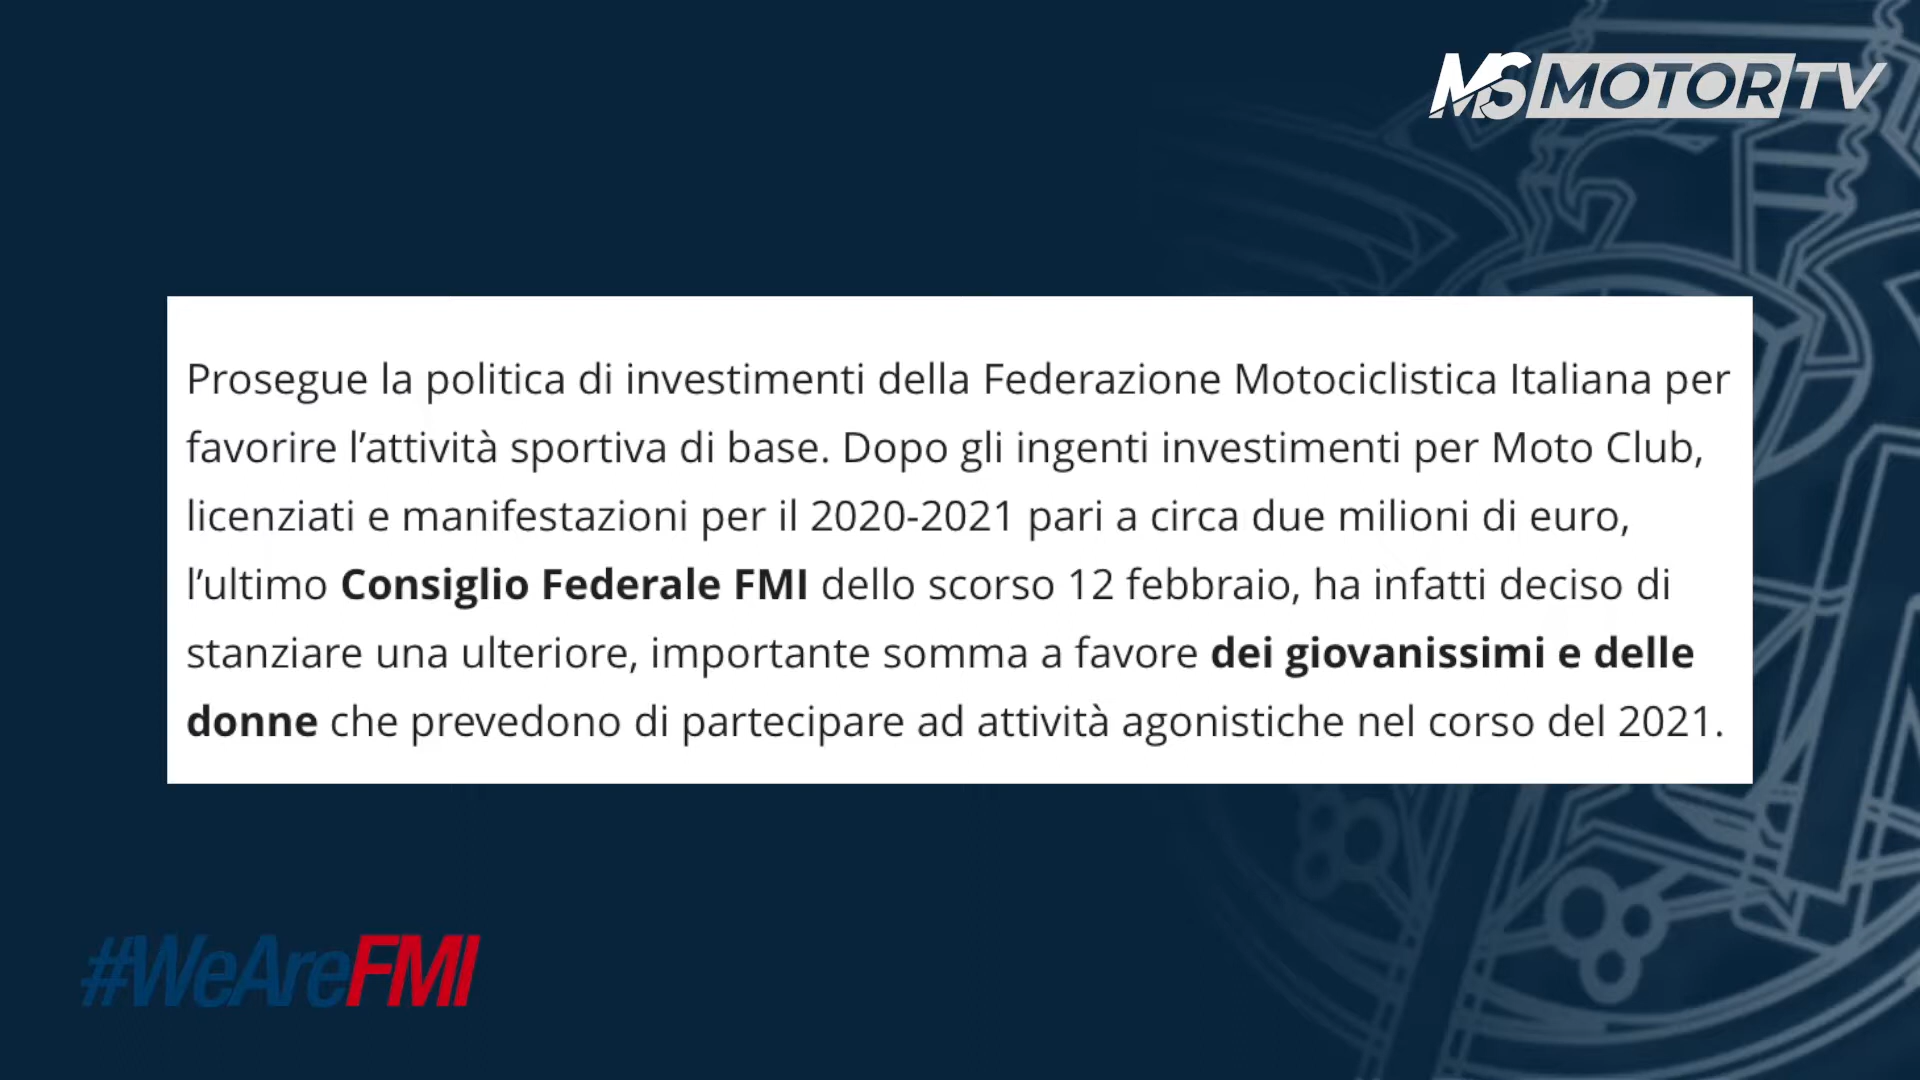 MS MOTOR TV
Prosegue la politica di investimenti della Federazione Motociclistica Italiana per
favorire l’attività sportiva di base. Dopo gli ingenti investimenti per Moto Club,
licenziati e manifestazioni per il 2020-2021 pari a circa due milioni di euro,
l’ultimo Consiglio Federale FMI dello scorso 12 febbraio, ha infatti deciso di
stanziare una ulteriore, importante somma a favore dei giovanissimi e delle
donne che prevedono di partecipare ad attività agonistiche nel corso del 2021.
#WeAreFMI